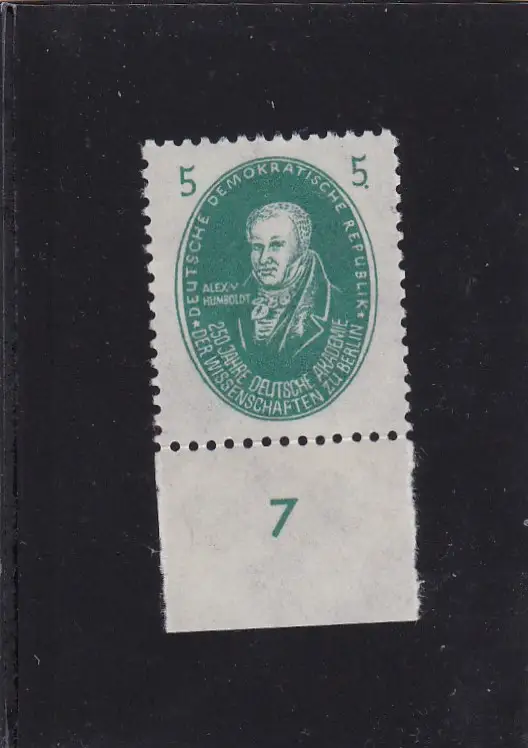 5 5.
★ DEUTSCHE DEMOKRATISCHE REPUBLIK ★
ALEX.V
HUMBOLDT
250 JAHRE DEUTSCHE AKADEMIE
DER WISSENSCHAFTEN ZU BERLIN
7